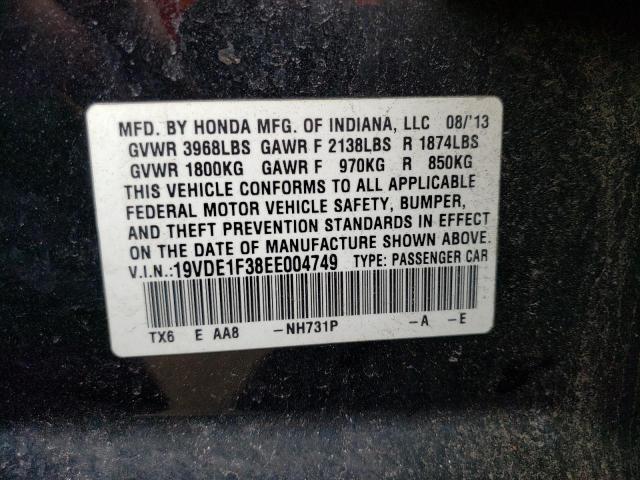 MFD. BY HONDA MFG. OF INDIANA, LLC 08/'13
GVWR 3968LBS GAWR F 2138LBS R 1874LBS
GVWR 1800KG GAWR F 970KG R 850KG
THIS VEHICLE CONFORMS TO ALL APPLICABLE
FEDERAL MOTOR VEHICLE SAFETY, BUMPER,
AND THEFT PREVENTION STANDARDS IN EFFECT
ON THE DATE OF MANUFACTURE SHOWN ABOVE.
V.I.N.:19VDE1F38EE004749 TYPE: PASSENGER CAR
TX6 E AA8 -NH731P -A -E